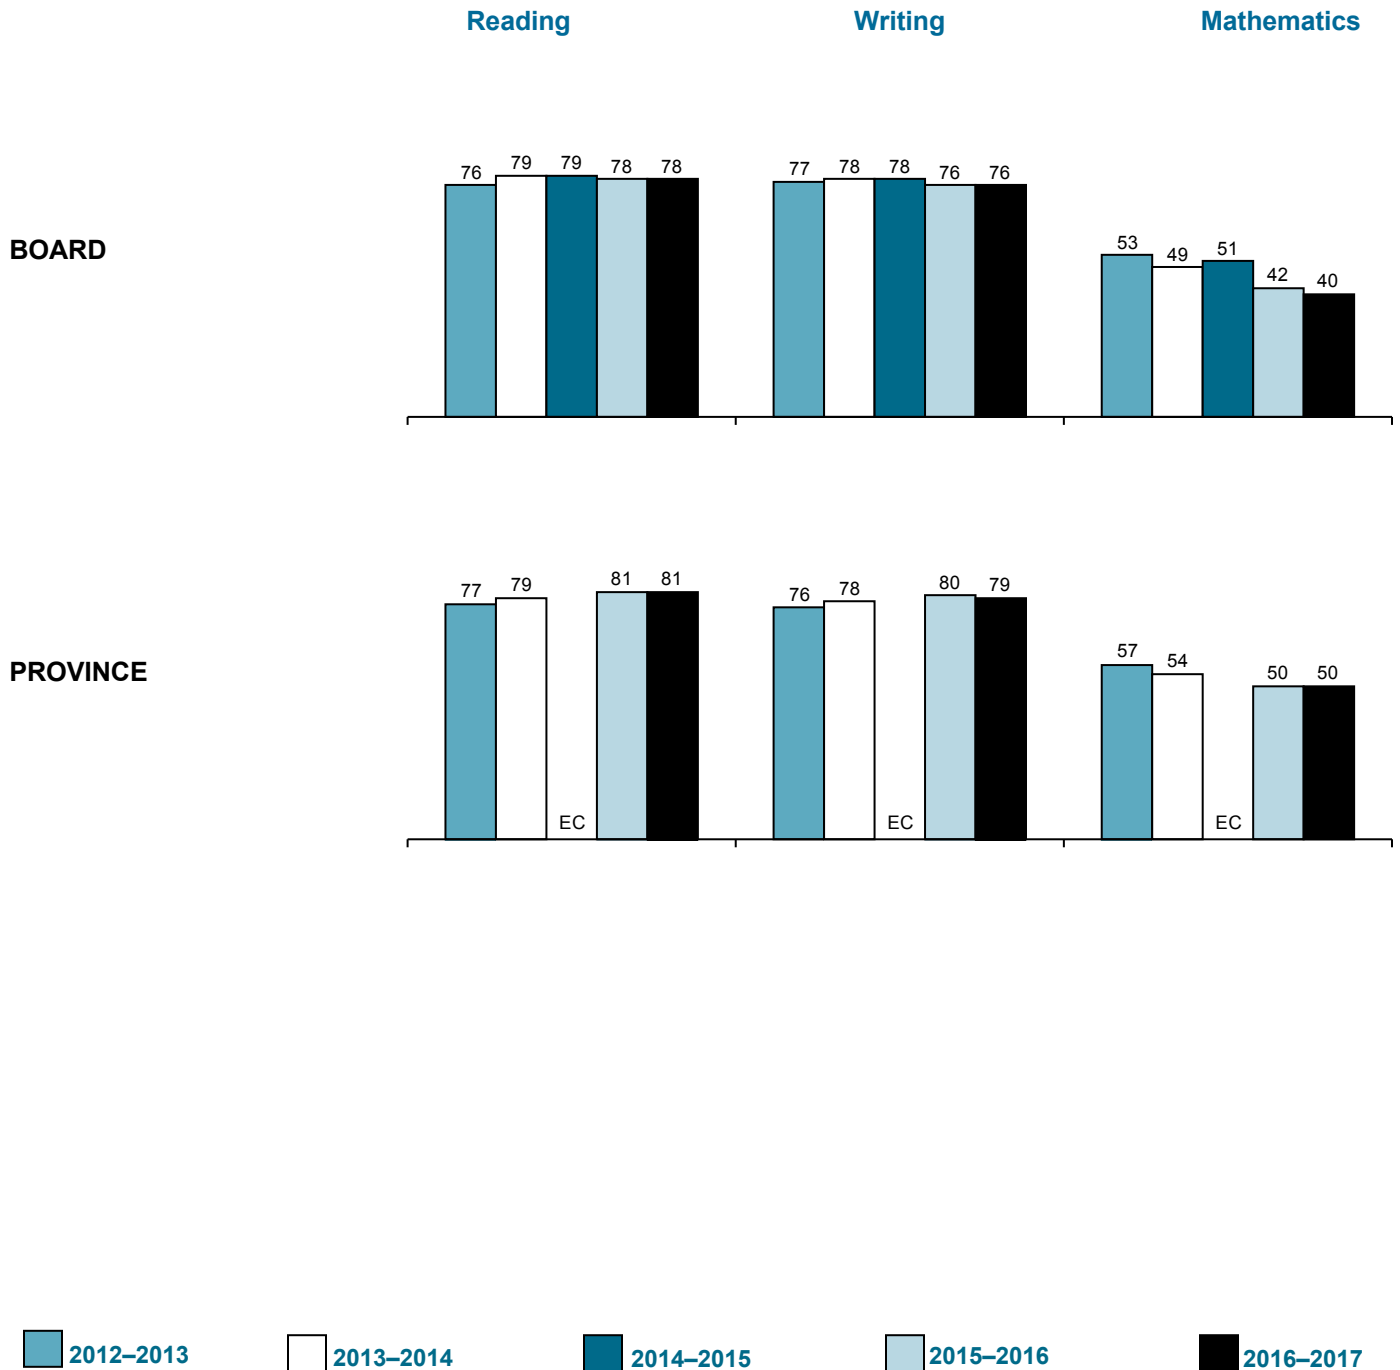 Reading Writing Mathematics
76 79 79 78 78 77 78 78 76 76 53 49 51 42 40
BOARD
77 79 EC 81 81 76 78 EC 80 79 57 54 EC 50 50
PROVINCE
2012–2013 2013–2014 2014–2015 2015–2016 2016–2017